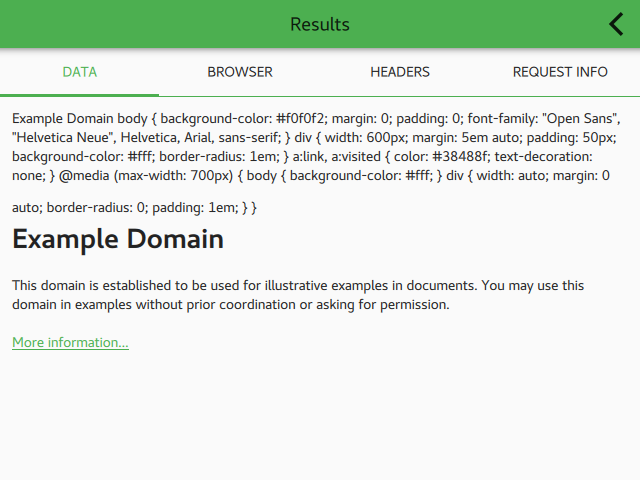 Results
DATA
BROWSER
HEADERS
REQUEST INFO
Example Domain body { background-color: #f0f0f2; margin: 0; padding: 0; font-family: "Open Sans",
"Helvetica Neue", Helvetica, Arial, sans-serif; } div { width: 600px; margin: 5em auto; padding: 50px;
background-color: #fff; border-radius: 1em; } a:link, a:visited { color: #38488f; text-decoration:
none; } @media (max-width: 700px) { body { background-color: #fff; } div { width: auto; margin: 0
auto; border-radius: 0; padding: 1em; } }
Example Domain
This domain is established to be used for illustrative examples in documents. You may use this
domain in examples without prior coordination or asking for permission.
More information...